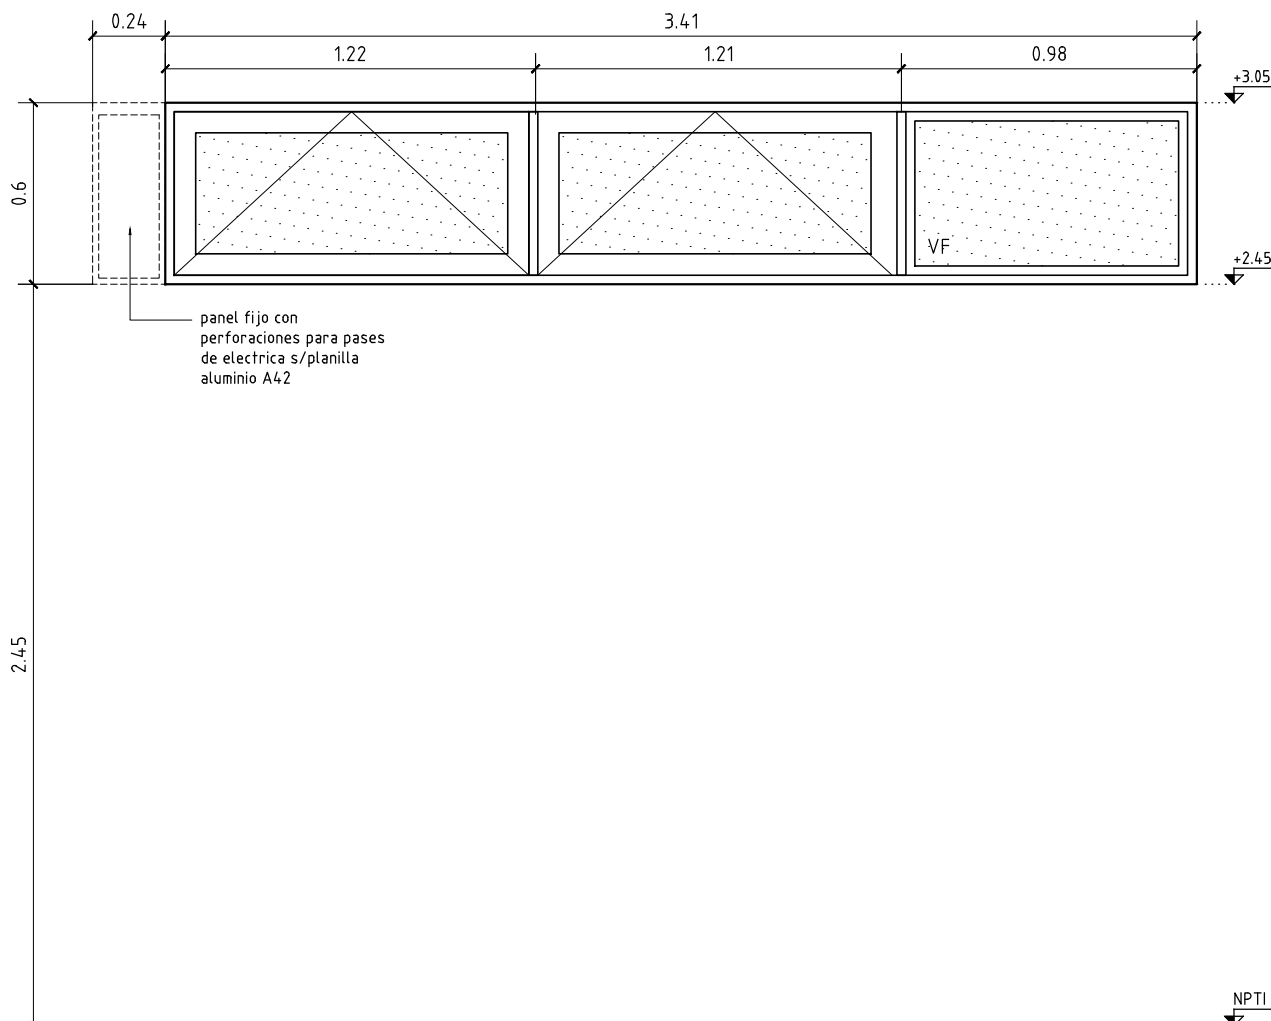 0.24
3.41
1.22
1.21
0.98
+3.05
0.6
VF
+2.45
panel fijo con
perforaciones para pases
de electrica s/planilla
aluminio A42
2.45
NPTI